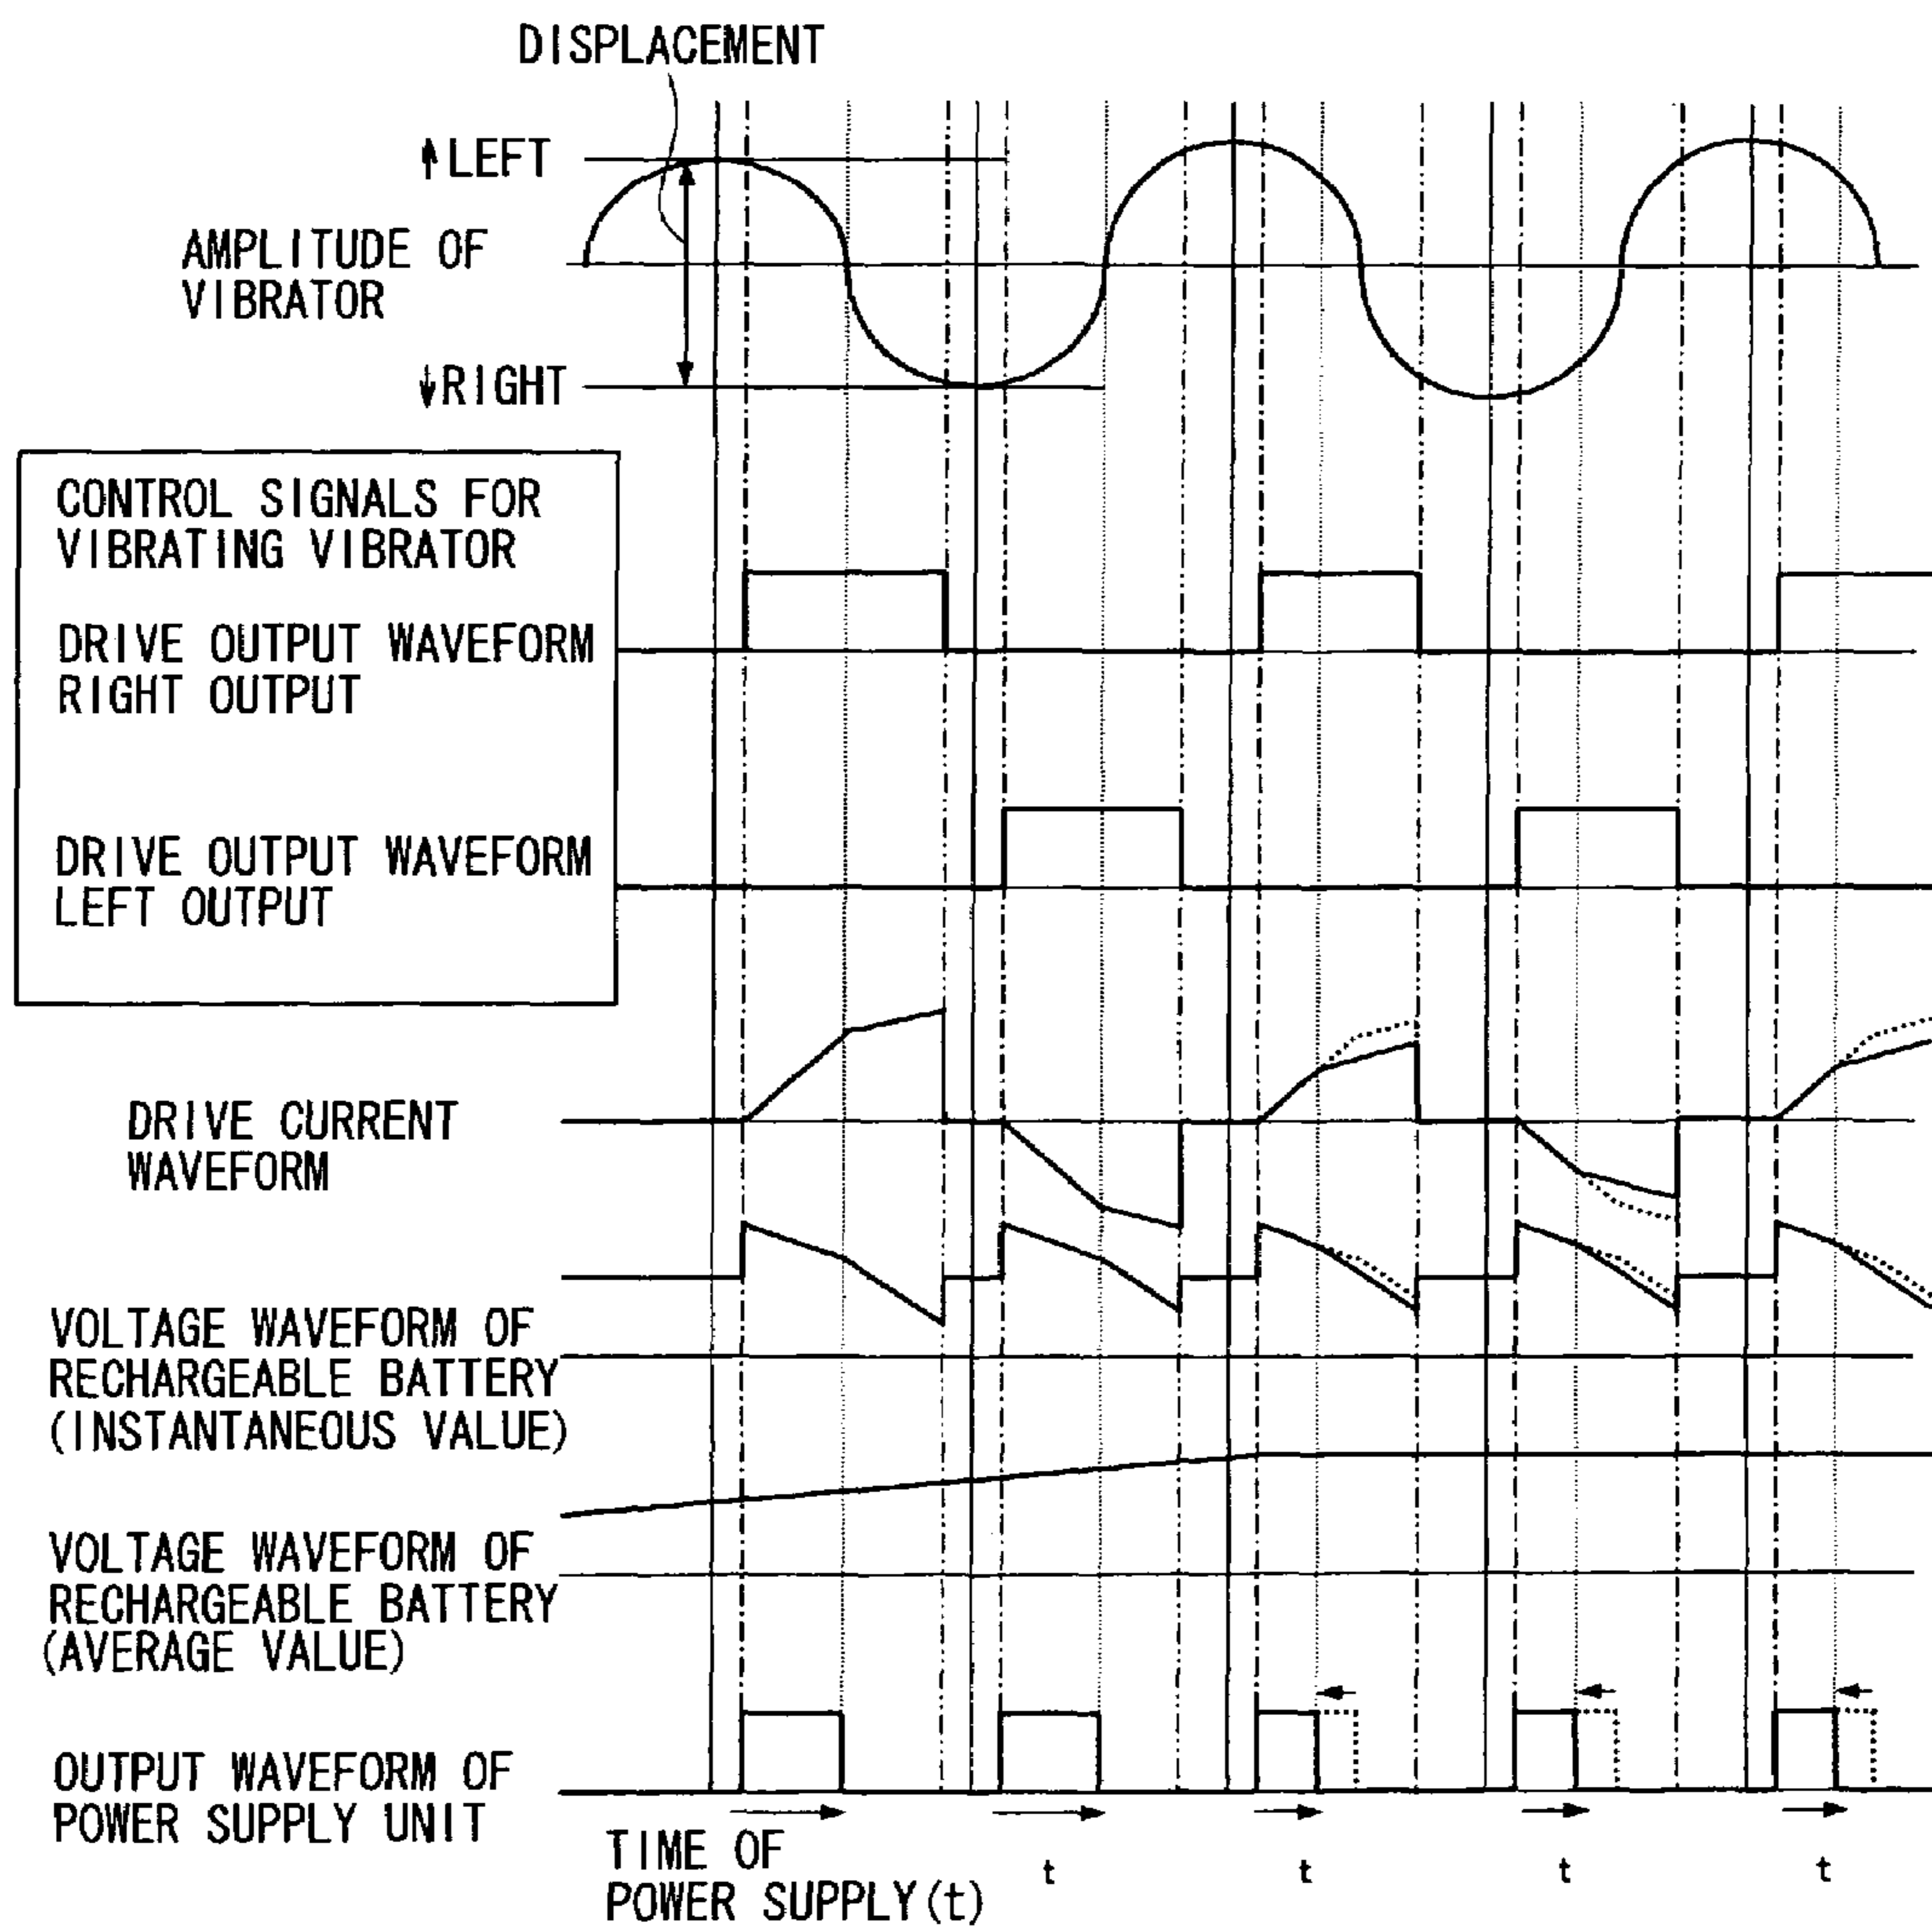 DISPLACEMENT
↑LEFT
AMPLITUDE OF
VIBRATOR
↓RIGHT
CONTROL SIGNALS FOR
VIBRATING VIBRATOR
DRIVE OUTPUT WAVEFORM
RIGHT OUTPUT
DRIVE OUTPUT WAVEFORM
LEFT OUTPUT
DRIVE CURRENT
WAVEFORM
VOLTAGE WAVEFORM OF
RECHARGEABLE BATTERY
(INSTANTANEOUS VALUE)
VOLTAGE WAVEFORM OF
RECHARGEABLE BATTERY
(AVERAGE VALUE)
OUTPUT WAVEFORM OF
POWER SUPPLY UNIT
TIME OF
POWER SUPPLY(t)
t t t t